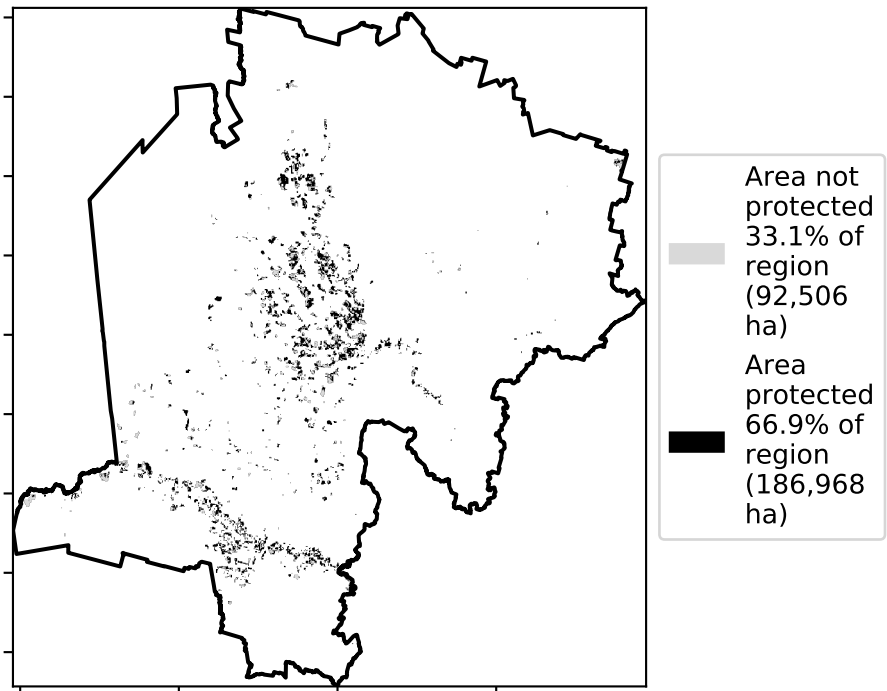 Area not
protected
33.1% of
region
(92,506
ha)
Area
protected
66.9% of
region
(186,968
ha)